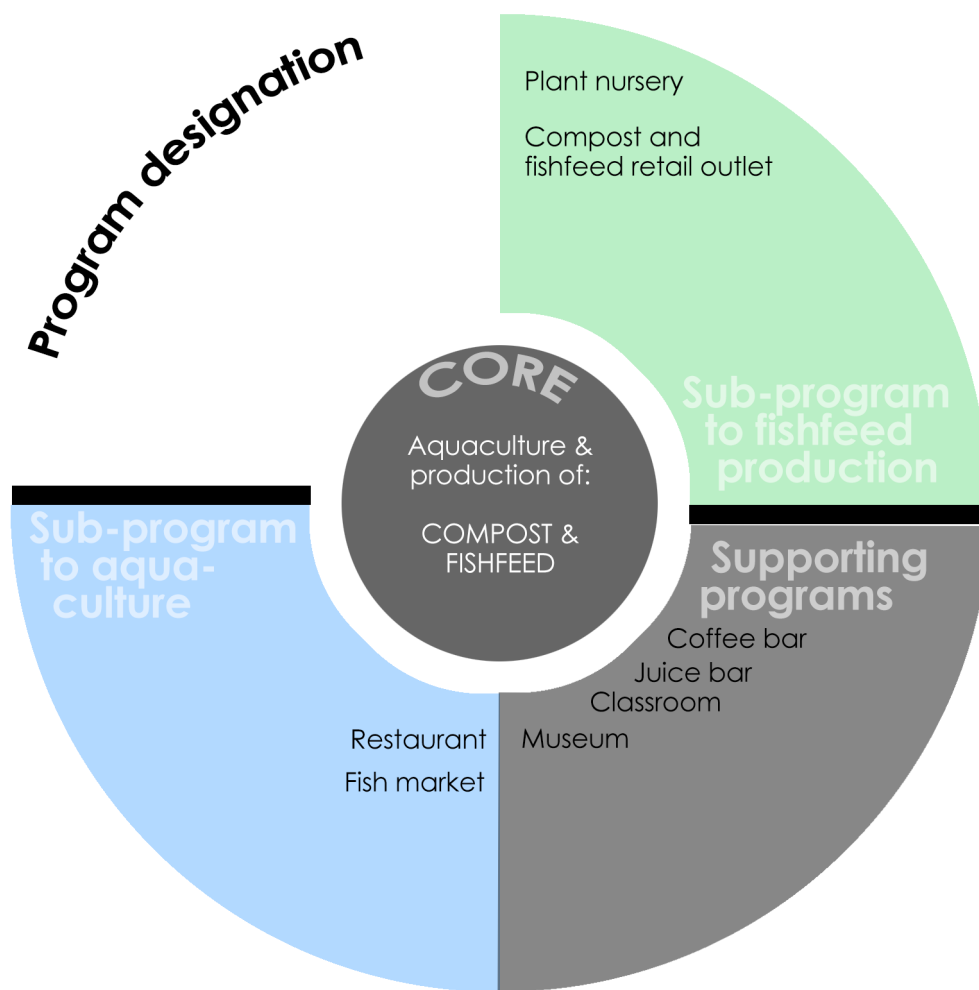 Program designation
Plant nursery
Compost and
fishfeed retail outlet
Sub-program
to fishfeed
production
CORE
Aquaculture &
production of:
COMPOST &
FISHFEED
Sub-program
to aqua-
culture
Restaurant
Fish market
Supporting
programs
Coffee bar
Juice bar
Classroom
Museum